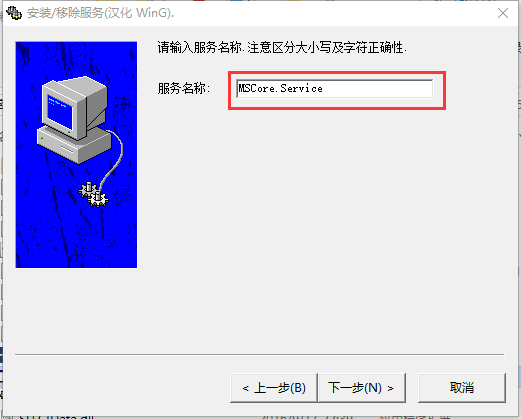 安装/移除服务(汉化 WinG).
请输入服务名称.注意区分大小写及字符正确性.
服务名称:
MSCore.Service
< 上一步(B)
下一步(N) >
取消